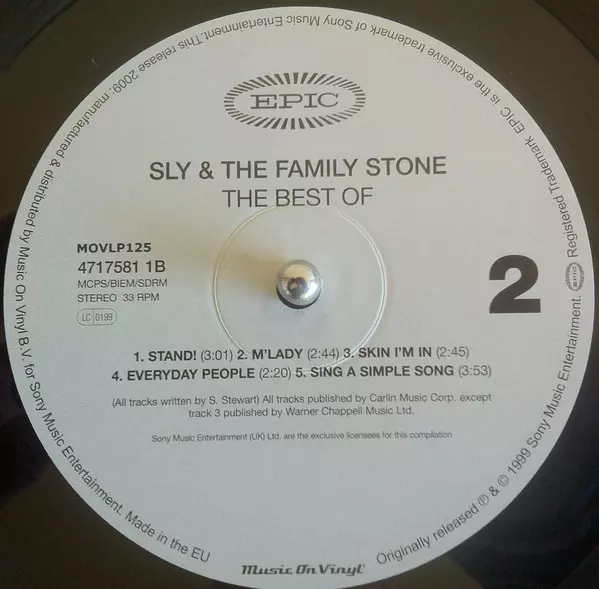 EPIC
SLY & THE FAMILY STONE
THE BEST OF
MOVLP125
4717581 1B
MCPS/BIEM/SDRM
STEREO 33 RPM
LC 0199
2
1. STAND! (3:01) 2. M'LADY (2:44) 3. SKIN I'M IN (2:45)
4. EVERYDAY PEOPLE (2:20) 5. SING A SIMPLE SONG (3:53)
(All tracks written by S. Stewart) All tracks published by Carlin Music Corp. except
track 3 published by Warner Chappell Music Ltd.
Sony Music Entertainment (UK) Ltd. are the exclusive licensees for this compilation
Music On Vinyl
Originally released ℗ & © 1999 Sony Music Entertainment. EPIC Registered Trademark. EPIC is the exclusive trademark of Sony Music Entertainment. This release 2009. manufactured & distributed by Music On Vinyl B.V. for Sony Music Entertainment. Made in the EU